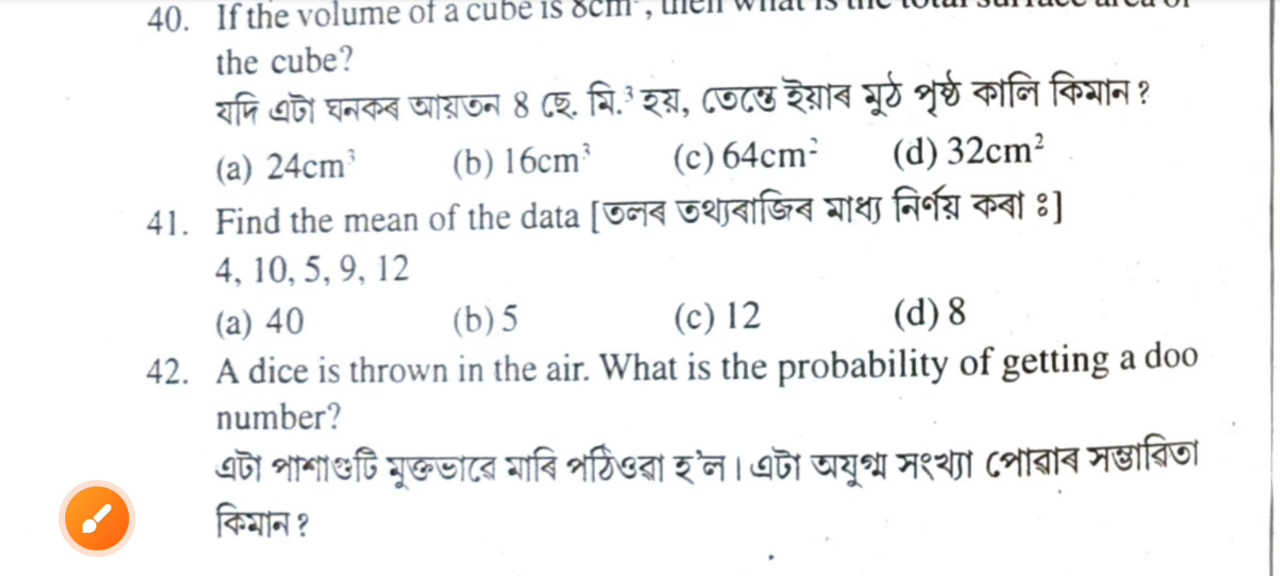 40. If the volume of a cube is 8cm³, then what is the total surface area of
the cube?
যদি এটা ঘনকৰ আয়তন 8 ছে. মি.³ হয়, তেন্তে ইয়াৰ মুঠ পৃষ্ঠ কালি কিমান ?
(a) 24cm³ (b) 16cm³ (c) 64cm² (d) 32cm²
41. Find the mean of the data [তলৰ তথ্যৰাজিৰ মাধ্য নিৰ্ণয় কৰা ঃ]
4, 10, 5, 9, 12
(a) 40 (b) 5 (c) 12 (d) 8
42. A dice is thrown in the air. What is the probability of getting a doo
number?
এটা পাশাগুটি মুক্তভাৱে মাৰি পঠিওৱা হ'ল। এটা অযুগ্ম সংখ্যা পোৱাৰ সম্ভাৱিতা
কিমান ?